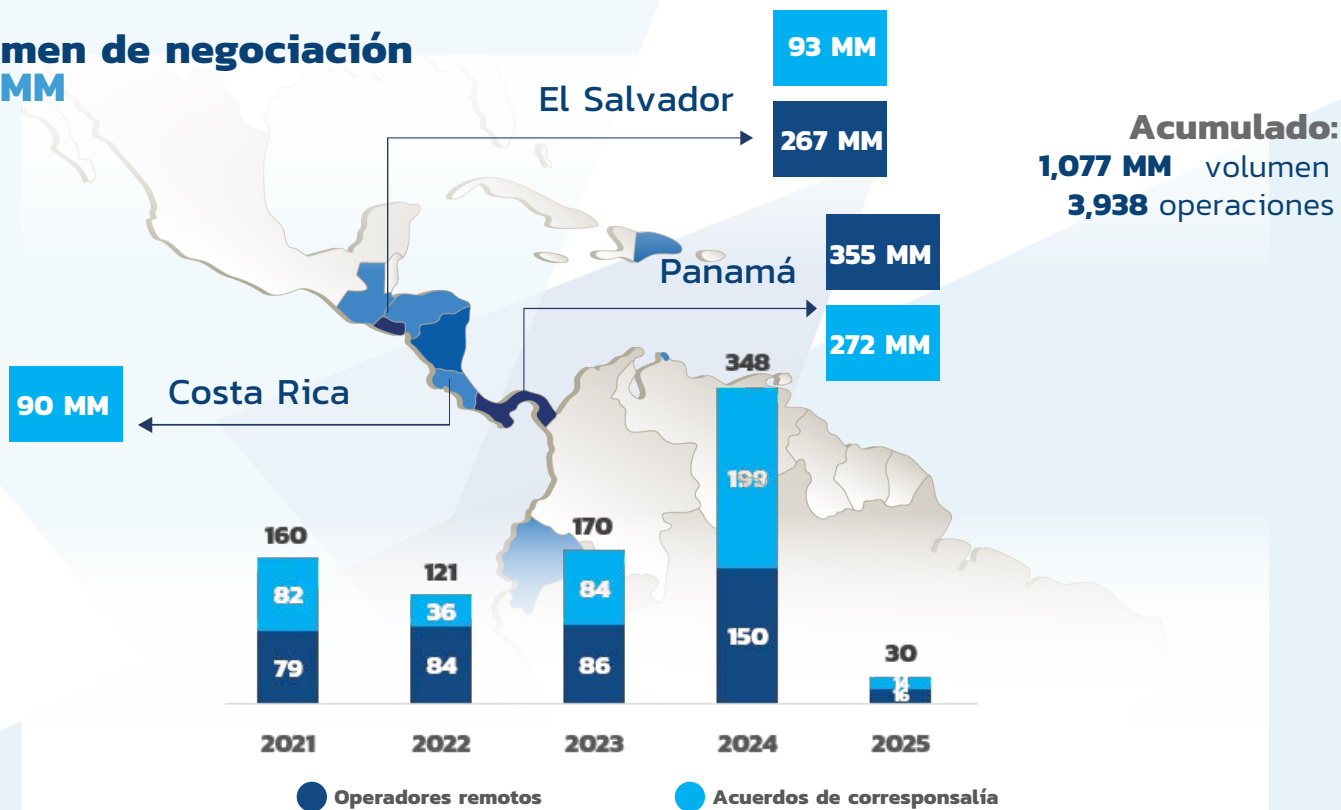 men de negociación
MM
El Salvador
93 MM
267 MM
Acumulado:
1,077 MM volumen
3,938 operaciones
Panamá
355 MM
272 MM
Costa Rica
90 MM
160
82
79
121
36
84
170
84
86
348
199
150
30
14
16
2021 2022 2023 2024 2025
Operadores remotos Acuerdos de corresponsalía